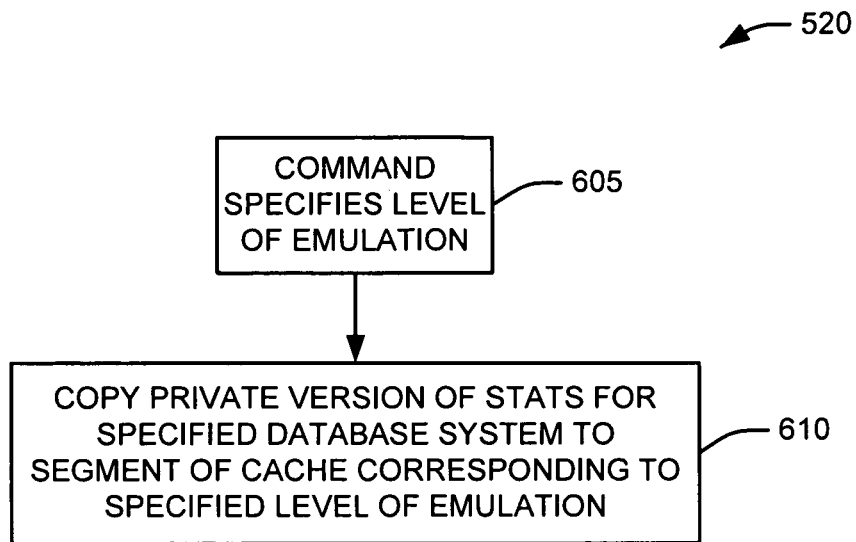 520
COMMAND
SPECIFIES LEVEL
OF EMULATION
605
COPY PRIVATE VERSION OF STATS FOR
SPECIFIED DATABASE SYSTEM TO
SEGMENT OF CACHE CORRESPONDING TO
SPECIFIED LEVEL OF EMULATION
610